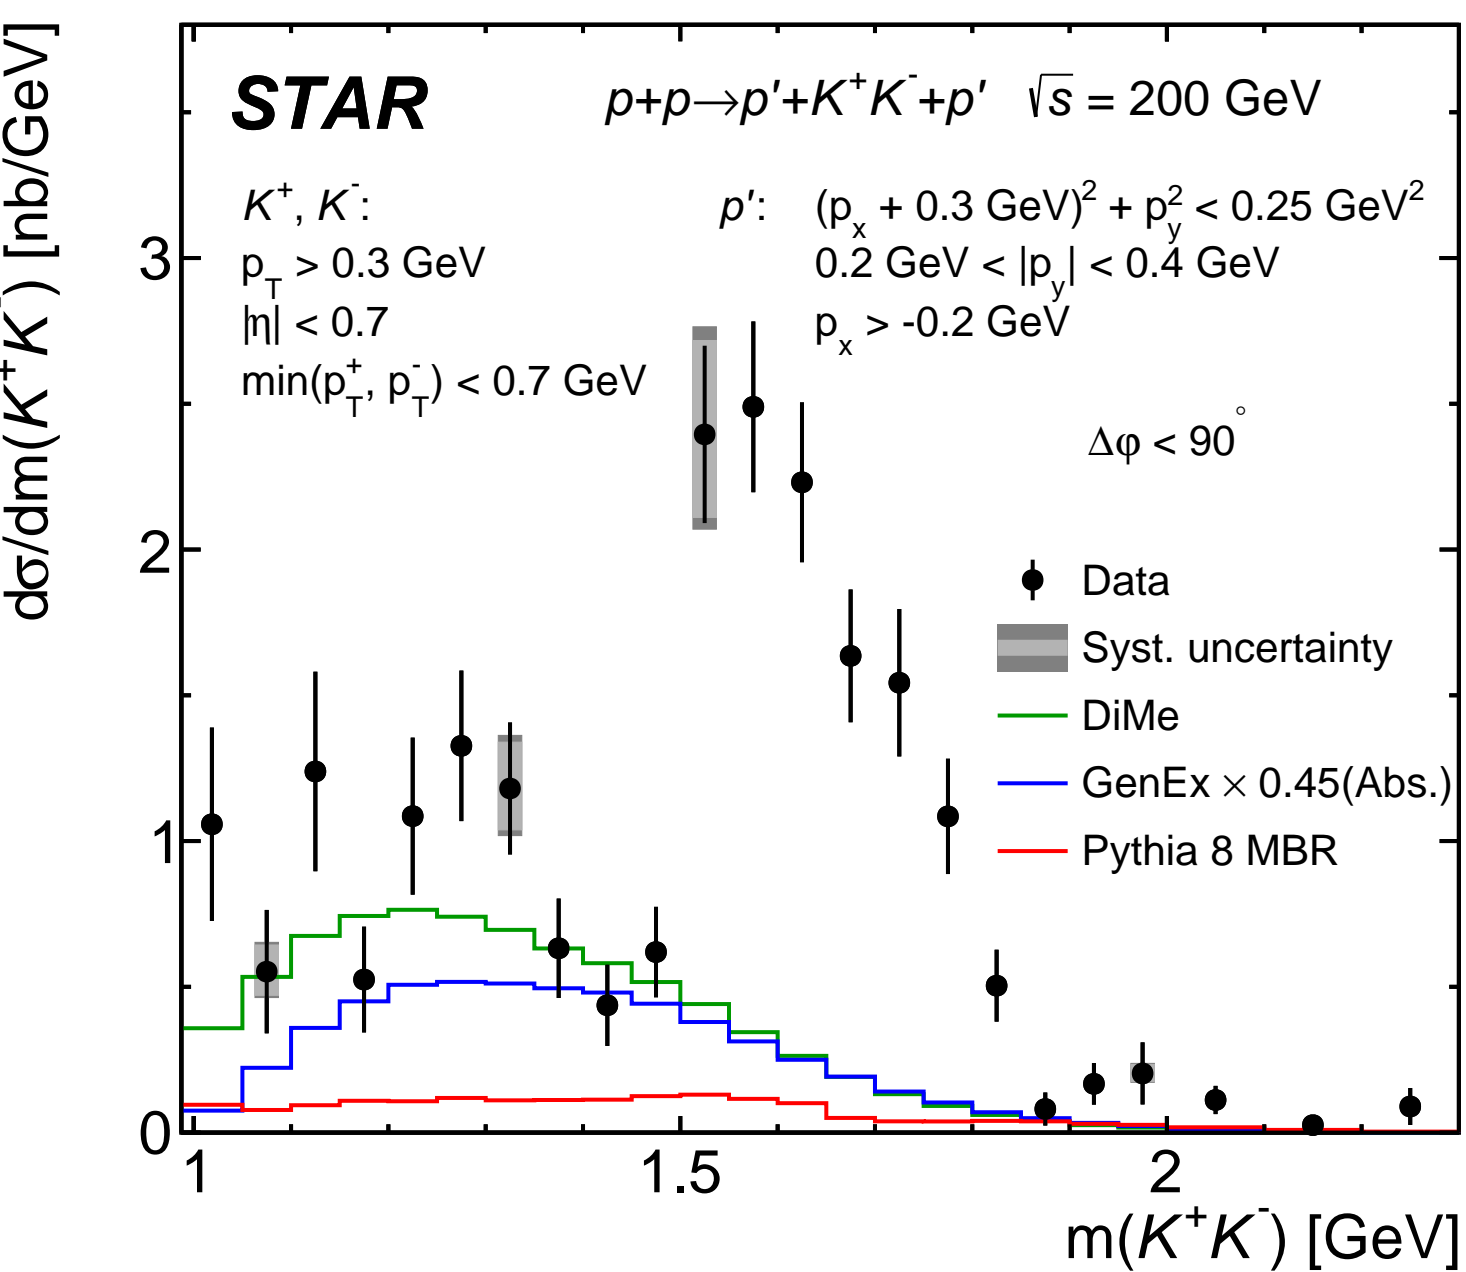 STAR
p+p→p′+K⁺K⁻+p′ √s = 200 GeV
K⁺, K⁻:
p_T > 0.3 GeV
|η| < 0.7
min(p_T⁺, p_T⁻) < 0.7 GeV
p′: (p_x + 0.3 GeV)² + p_y² < 0.25 GeV²
0.2 GeV < |p_y| < 0.4 GeV
p_x > -0.2 GeV
Δφ < 90°
Data
Syst. uncertainty
DiMe
GenEx × 0.45(Abs.)
Pythia 8 MBR
dσ/dm(K⁺K⁻) [nb/GeV]
3
2
1
0
1 1.5 2
m(K⁺K⁻) [GeV]